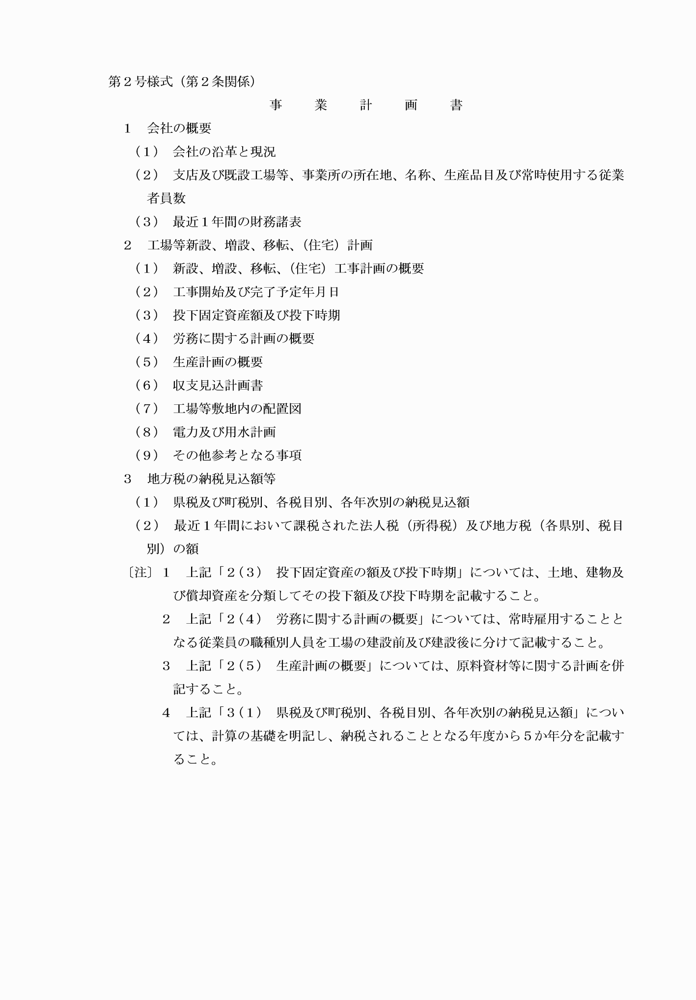 第２号様式（第２条関係）
事　業　計　画　書
１　会社の概要
（１）　会社の沿革と現況
（２）　支店及び既設工場等、事業所の所在地、名称、生産品目及び常時使用する従業
者員数
（３）　最近１年間の財務諸表
２　工場等新設、増設、移転、（住宅）計画
（１）　新設、増設、移転、（住宅）工事計画の概要
（２）　工事開始及び完了予定年月日
（３）　投下固定資産額及び投下時期
（４）　労務に関する計画の概要
（５）　生産計画の概要
（６）　収支見込計画書
（７）　工場等敷地内の配置図
（８）　電力及び用水計画
（９）　その他参考となる事項
３　地方税の納税見込額等
（１）　県税及び町税別、各税目別、各年次別の納税見込額
（２）　最近１年間において課税された法人税（所得税）及び地方税（各県別、税目
別）の額
〔注〕１　上記「２（３）　投下固定資産の額及び投下時期」については、土地、建物及
び償却資産を分類してその投下額及び投下時期を記載すること。
２　上記「２（４）　労務に関する計画の概要」については、常時雇用することと
なる従業員の職種別人員を工場の建設前及び建設後に分けて記載すること。
３　上記「２（５）　生産計画の概要」については、原料資材等に関する計画を併
記すること。
４　上記「３（１）　県税及び町税別、各税目別、各年次別の納税見込額」につい
ては、計算の基礎を明記し、納税されることとなる年度から５か年分を記載す
ること。